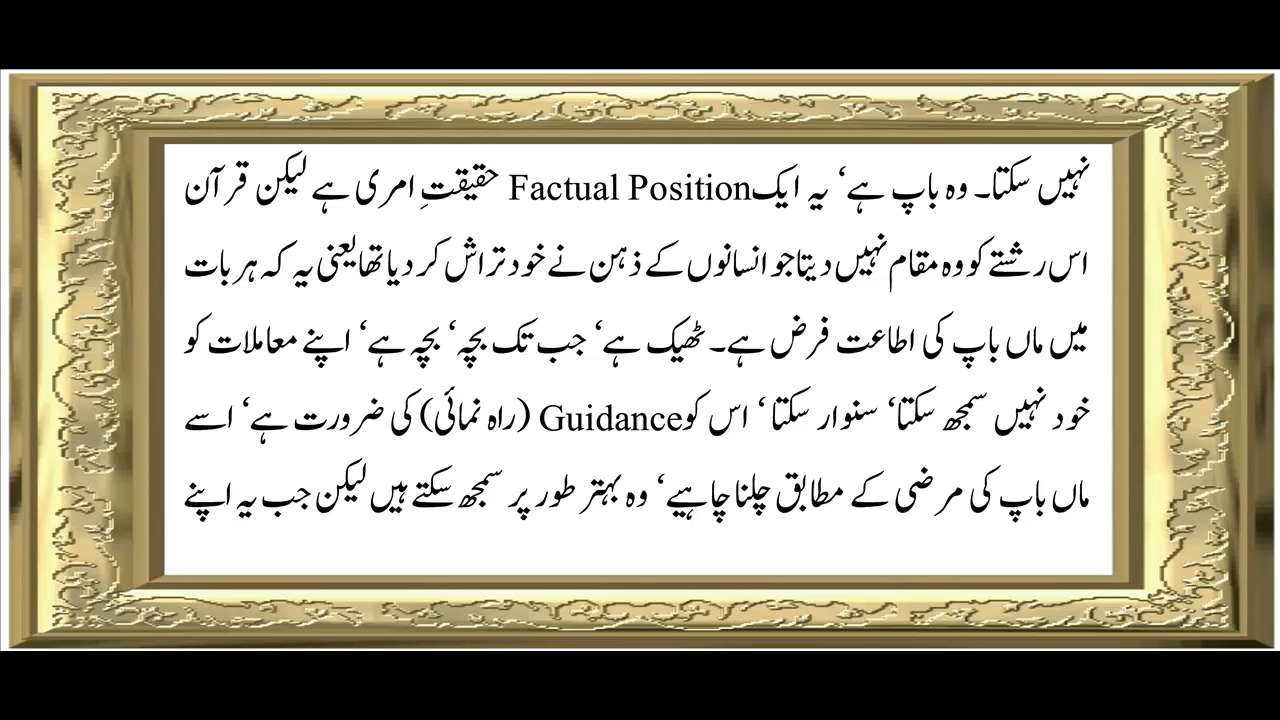 نہیں سکتا۔ وہ باپ ہے‘ یہ ایک Factual Position حقیقتِ امری ہے لیکن قرآن
اس رشتے کو وہ مقام نہیں دیتا جو انسانوں کے ذہن نے خود تراش کر دیا تھا یعنی یہ کہ ہر بات
میں ماں باپ کی اطاعت فرض ہے۔ ٹھیک ہے‘ جب تک بچہ‘ بچہ ہے‘ اپنے معاملات کو
خود نہیں سمجھ سکتا‘ سنوار سکتا‘ اس کو Guidance (راہ نمائی) کی ضرورت ہے‘ اسے
ماں باپ کی مرضی کے مطابق چلنا چاہیے‘ وہ بہتر طور پر سمجھ سکتے ہیں لیکن جب یہ اپنے